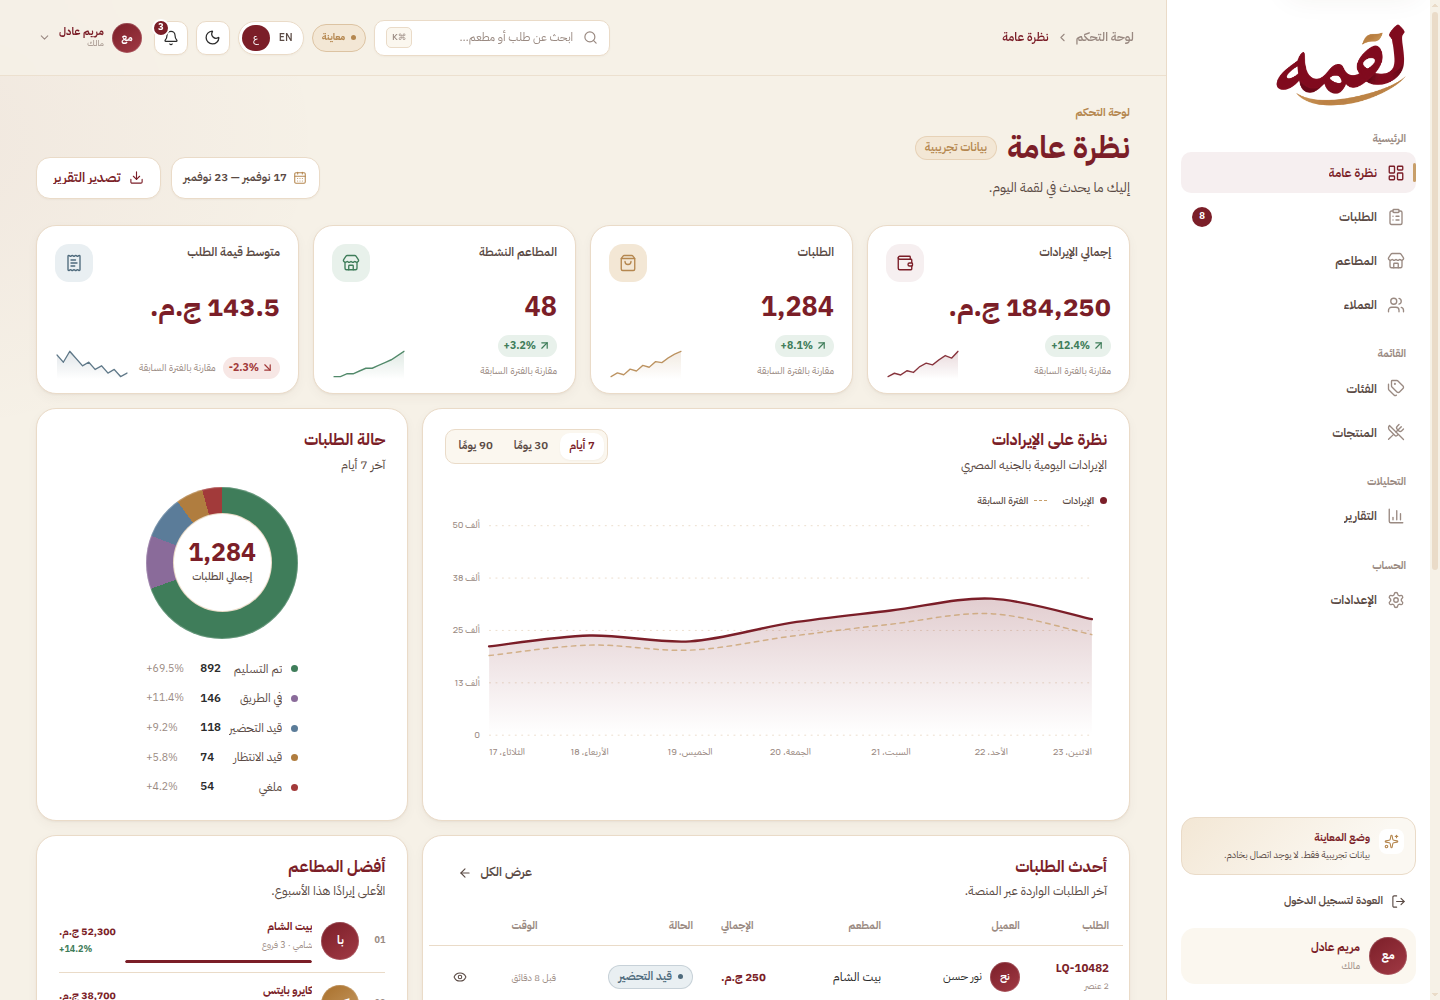 لقمه
الرئيسية
نظرة عامة
الطلبات 8
المطاعم
العملاء
القائمة
الفئات
المنتجات
التحليلات
التقارير
الحساب
الإعدادات
وضع المعاينة
بيانات تجريبية فقط. لا يوجد اتصال بخادم.
العودة لتسجيل الدخول
مع
مريم عادل
مالك
لوحة التحكم
نظرة عامة
ابحث عن طلب أو مطعم...
⌘K
معاينة
EN ع
3
مع
مريم عادل
مالك
لوحة التحكم
نظرة عامة
بيانات تجريبية
إليك ما يحدث في لقمة اليوم.
17 نوفمبر — 23 نوفمبر
تصدير التقرير
إجمالي الإيرادات
184,250 ج.م.
+12.4%
مقارنة بالفترة السابقة
الطلبات
1,284
+8.1%
مقارنة بالفترة السابقة
المطاعم النشطة
48
+3.2%
مقارنة بالفترة السابقة
متوسط قيمة الطلب
143.5 ج.م.
-2.3%
مقارنة بالفترة السابقة
نظرة على الإيرادات
الإيرادات اليومية بالجنيه المصري
7 أيام
30 يومًا
90 يومًا
الإيرادات
الفترة السابقة
50 ألف
38 ألف
25 ألف
13 ألف
0
الثلاثاء، 17
الأربعاء، 18
الخميس، 19
الجمعة، 20
السبت، 21
الأحد، 22
الاثنين، 23
حالة الطلبات
آخر 7 أيام
1,284
إجمالي الطلبات
تم التسليم 892 +69.5%
في الطريق 146 +11.4%
قيد التحضير 118 +9.2%
قيد الانتظار 74 +5.8%
ملغي 54 +4.2%
أحدث الطلبات
آخر الطلبات الواردة عبر المنصة.
عرض الكل
الطلب العميل المطعم الإجمالي الحالة الوقت
LQ-10482
2 عنصر
نح
نور حسن
بيت الشام
250 ج.م.
قيد التحضير
قبل 8 دقائق
أفضل المطاعم
الأعلى إيرادًا هذا الأسبوع.
01
با
بيت الشام
شامي · 3 فروع
52,300 ج.م.
+14.2%
كايرو بايتس
38,700 ج.م.